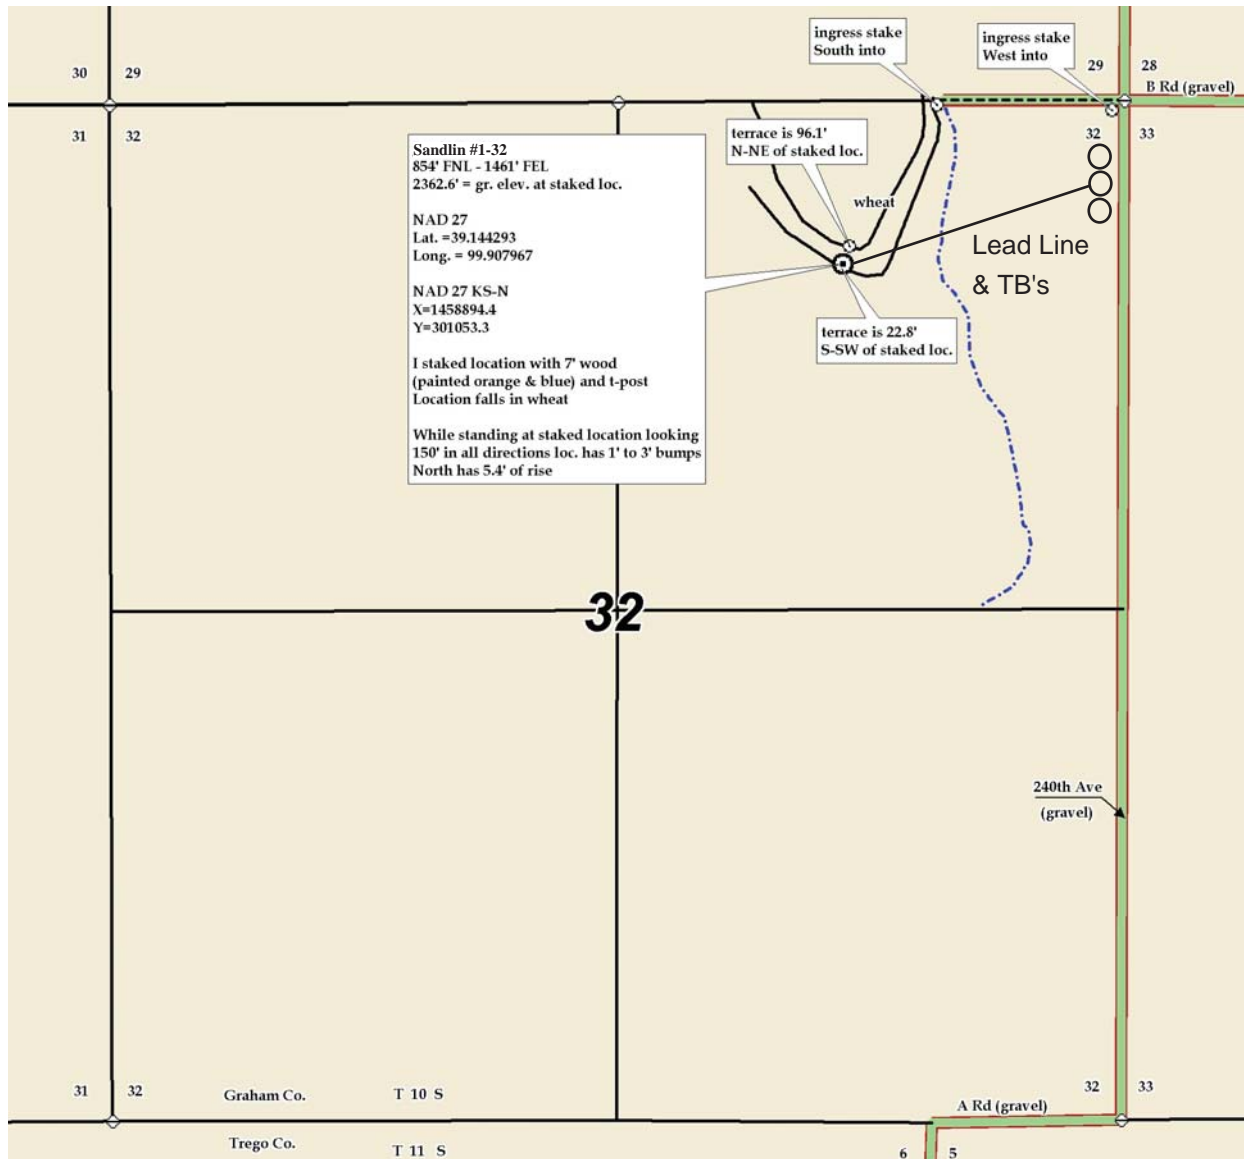 ingress stake
South into
ingress stake
West into
30
29
29
28
B Rd (gravel)
31
32
32
33
terrace is 96.1'
N-NE of staked loc.
Sandlin #1-32
854' FNL - 1461' FEL
2362.6' = gr. elev. at staked loc.
NAD 27
Lat. =39.144293
Long. = 99.907967
NAD 27 KS-N
X=1458894.4
Y=301053.3
I staked location with 7' wood
(painted orange & blue) and t-post
Location falls in wheat
While standing at staked location looking
150' in all directions loc. has 1' to 3' bumps
North has 5.4' of rise
wheat
Lead Line
& TB's
terrace is 22.8'
S-SW of staked loc.
32
240th Ave
(gravel)
31
32
Graham Co.
T 10 S
32
33
A Rd (gravel)
Trego Co.
T 11 S
6
5